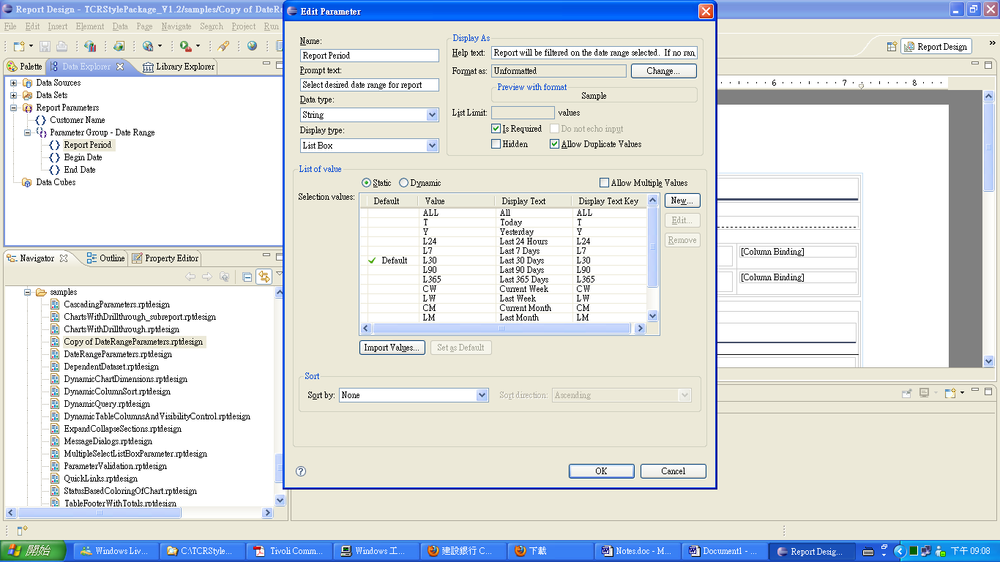 Report Design - TCRStylePackage_V1.2/samples/Copy of DateRa
File Edit Insert Element Data Page Navigate Search Project Run
Report Design
Palette Data Explorer Library Explorer
Data Sources
Data Sets
Report Parameters
Customer Name
Parameter Group - Date Range
Report Period
Begin Date
End Date
Data Cubes
Navigator Outline Property Editor
samples
CascadingParameters.rptdesign
ChartsWithDrillthrough_subreport.rptdesign
ChartsWithDrillthrough.rptdesign
Copy of DateRangeParameters.rptdesign
DateRangeParameters.rptdesign
DependentDataset.rptdesign
DynamicChartDimensions.rptdesign
DynamicColumnSort.rptdesign
DynamicQuery.rptdesign
DynamicTableColumnsAndVisibilityControl.rptdesign
ExpandCollapseSections.rptdesign
MessageDialogs.rptdesign
MultipleSelectListBoxParameter.rptdesign
ParameterValidation.rptdesign
QuickLinks.rptdesign
StatusBasedColoringOfChart.rptdesign
TableFooterWithTotals.rptdesign
Edit Parameter
Name:
Report Period
Prompt text:
Select desired date range for report
Data type:
String
Display type:
List Box
Display As
Help text: Report will be filtered on the date range selected. If no ran
Format as: Unformatted Change...
Preview with format
Sample
List Limit: values
Is Required Do not echo input
Hidden Allow Duplicate Values
List of value
Static Dynamic Allow Multiple Values
Selection values:
Default Value Display Text Display Text Key
ALL All ALL
T Today T
Y Yesterday Y
L24 Last 24 Hours L24
L7 Last 7 Days L7
Default L30 Last 30 Days L30
L90 Last 90 Days L90
L365 Last 365 Days L365
CW Current Week CW
LW Last Week LW
CM Current Month CM
LM Last Month LM
New...
Edit...
Remove
Import Values... Set as Default
Sort
Sort by: None Sort direction: Ascending
OK Cancel
6 7 8
[Column Binding]
[Column Binding]
開始 Windows Liv... C:\TCRStyle... Tivoli Comm... Windows 工... 建設銀行 C... 下載 Notes.doc - M... Document1 - ... Report Desig... 下午 09:08